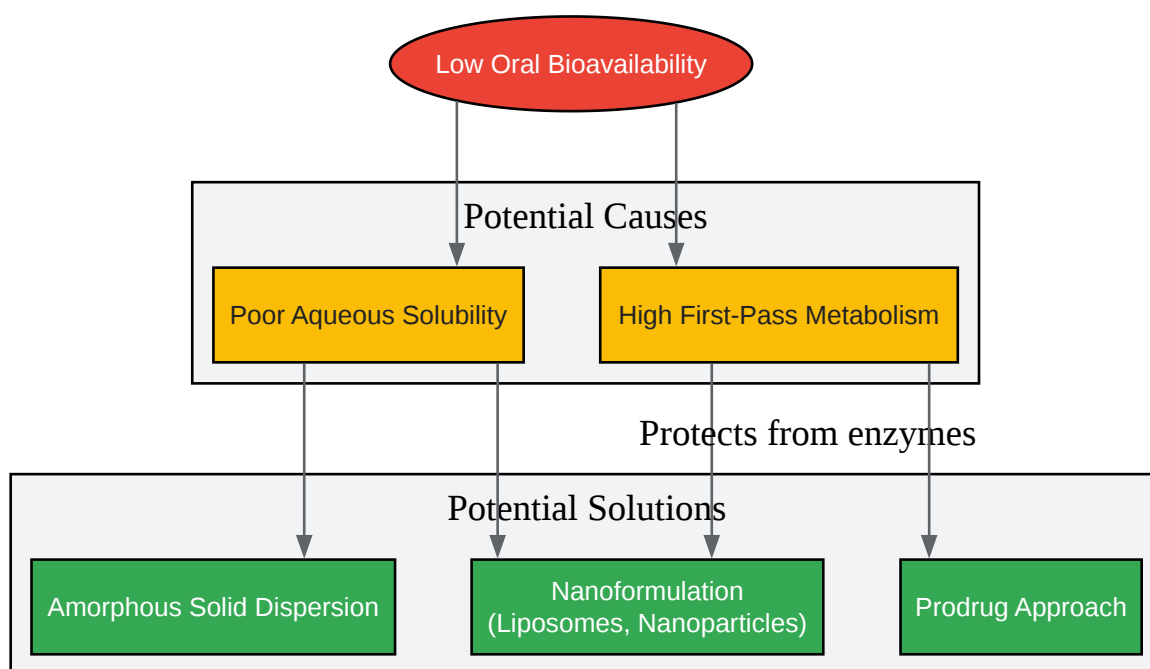 Low Oral Bioavailability
Potential Causes
Poor Aqueous Solubility
High First-Pass Metabolism
Protects from enzymes
Potential Solutions
Amorphous Solid Dispersion
Nanoformulation
(Liposomes, Nanoparticles)
Prodrug Approach